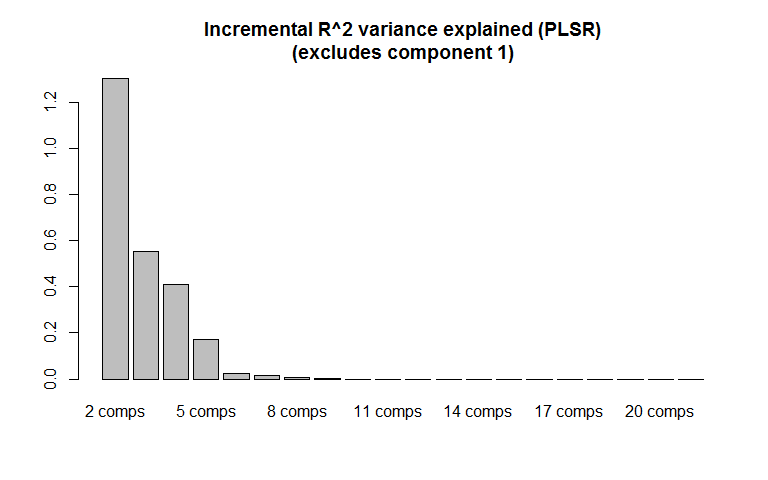 Incremental R^2 variance explained (PLSR)
(excludes component 1)
1.2
1.0
0.8
0.6
0.4
0.2
0.0
2 comps 5 comps 8 comps 11 comps 14 comps 17 comps 20 comps